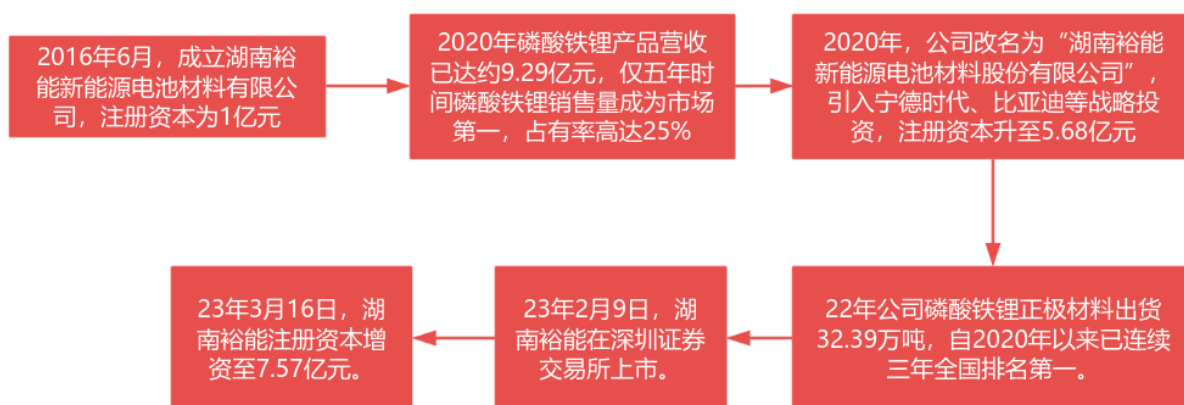 2016年6月，成立湖南裕
能新能源电池材料有限公
司，注册资本为1亿元
2020年磷酸铁锂产品营收
已达约9.29亿元，仅五年时
间磷酸铁锂销售量成为市场
第一，占有率高达25%
2020年，公司改名为“湖南裕能
新能源电池材料股份有限公司”，
引入宁德时代、比亚迪等战略投
资，注册资本升至5.68亿元
22年公司磷酸铁锂正极材料出货
32.39万吨，自2020年以来已连续
三年全国排名第一。
23年2月9日，湖
南裕能在深圳证券
交易所上市。
23年3月16日，湖
南裕能注册资本增
资至7.57亿元。